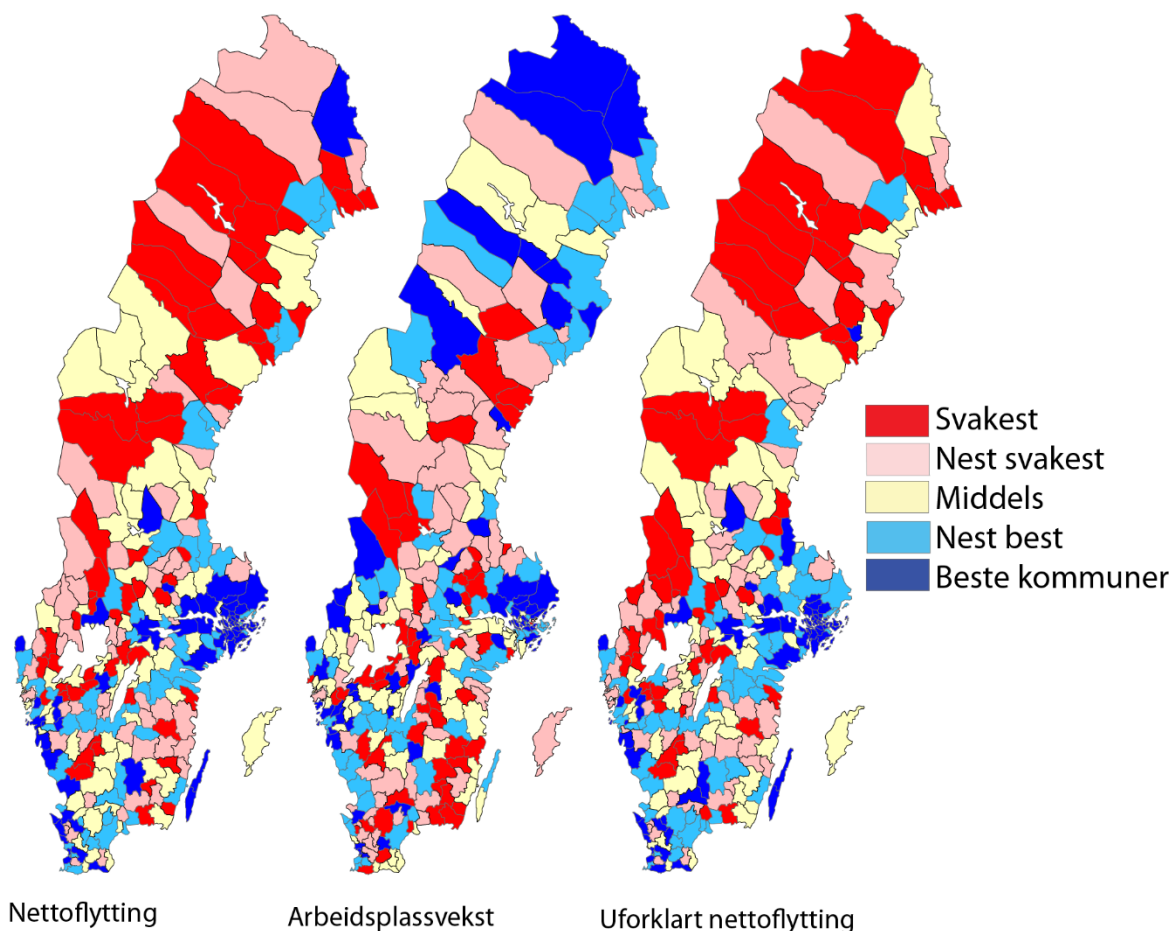 Svakest
Nest svakest
Middels
Nest best
Beste kommuner
Nettoflytting
Arbeidsplassvekst
Uforklart nettoflytting